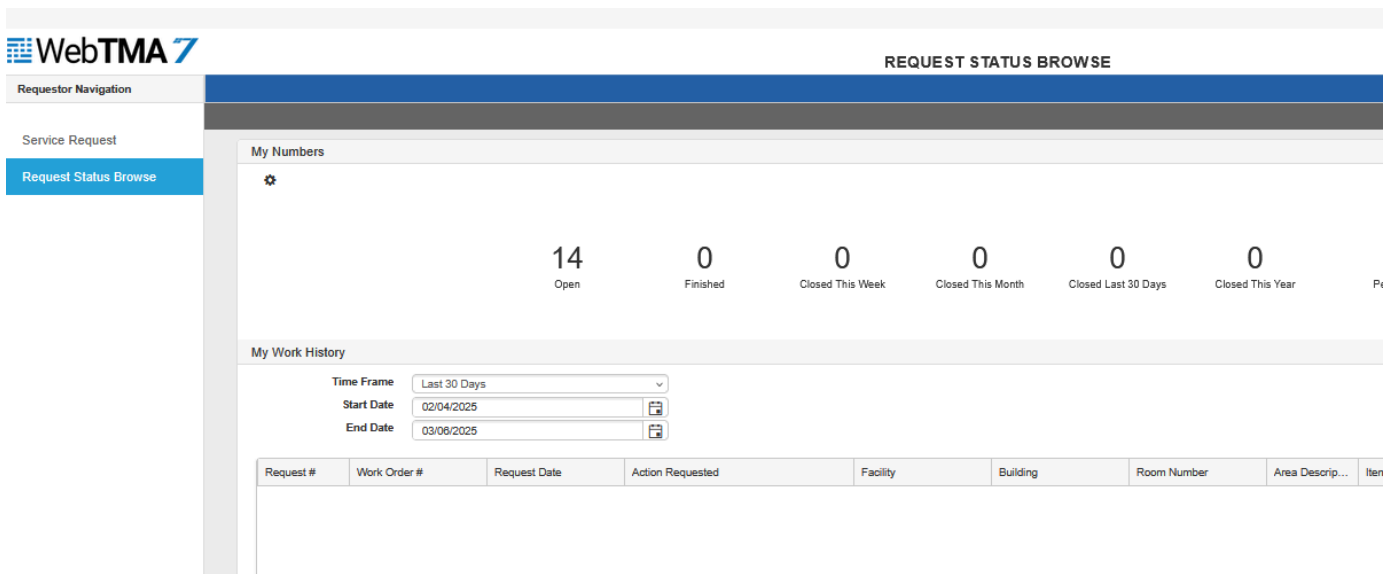 WebTMA 7
REQUEST STATUS BROWSE
Requestor Navigation
Service Request
Request Status Browse
My Numbers
14 0 0 0 0 0
Open Finished Closed This Week Closed This Month Closed Last 30 Days Closed This Year
My Work History
Time Frame Last 30 Days
Start Date 02/04/2025
End Date 03/06/2025
Request # Work Order # Request Date Action Requested Facility Building Room Number Area Descrip...